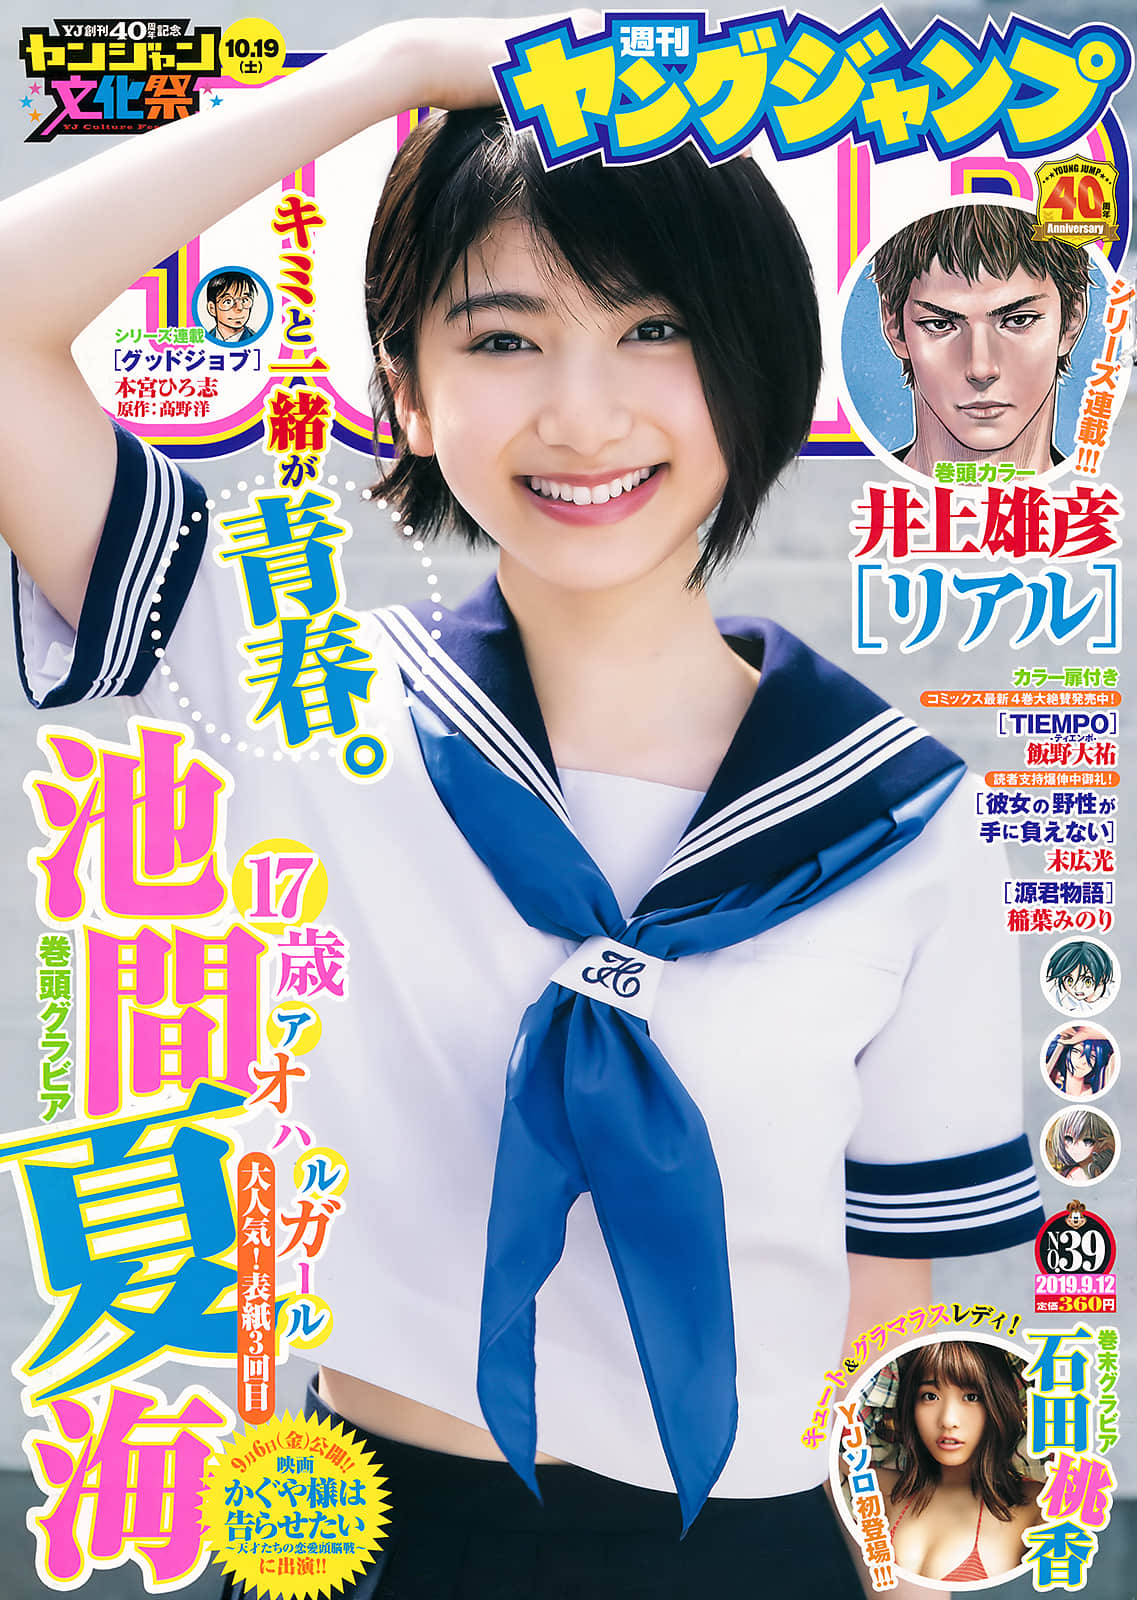 YJ創刊40周年記念
ヤンジャン
文化祭
10.19
(土)
週刊
ヤングジャンプ
YOUNG JUMP
40周年
Anniversary
シリーズ連載
[グッドジョブ]
本宮ひろ志
原作:高野洋
キミと一緒が
青春。
シリーズ連載!!!
巻頭カラー
井上雄彦
[リアル]
カラー扉付き
コミックス最新4巻大絶賛発売中!
[TIEMPO]
-ティエンポ-
飯野大祐
読者支持爆伸中御礼!
[彼女の野性が
手に負えない]
末広光
[源君物語]
稲葉みのり
池間夏海
巻頭グラビア
17歳アオハルガール
大人気!表紙3回目
H
9月6日(金)公開!!
映画
かぐや様は
告らせたい
~天才たちの恋愛頭脳戦~
に出演!!
NO.39
2019.9.12
定価360円
キュート&グラマラスレディ!
YJソロ初登場!!!
巻末グラビア
石田桃香